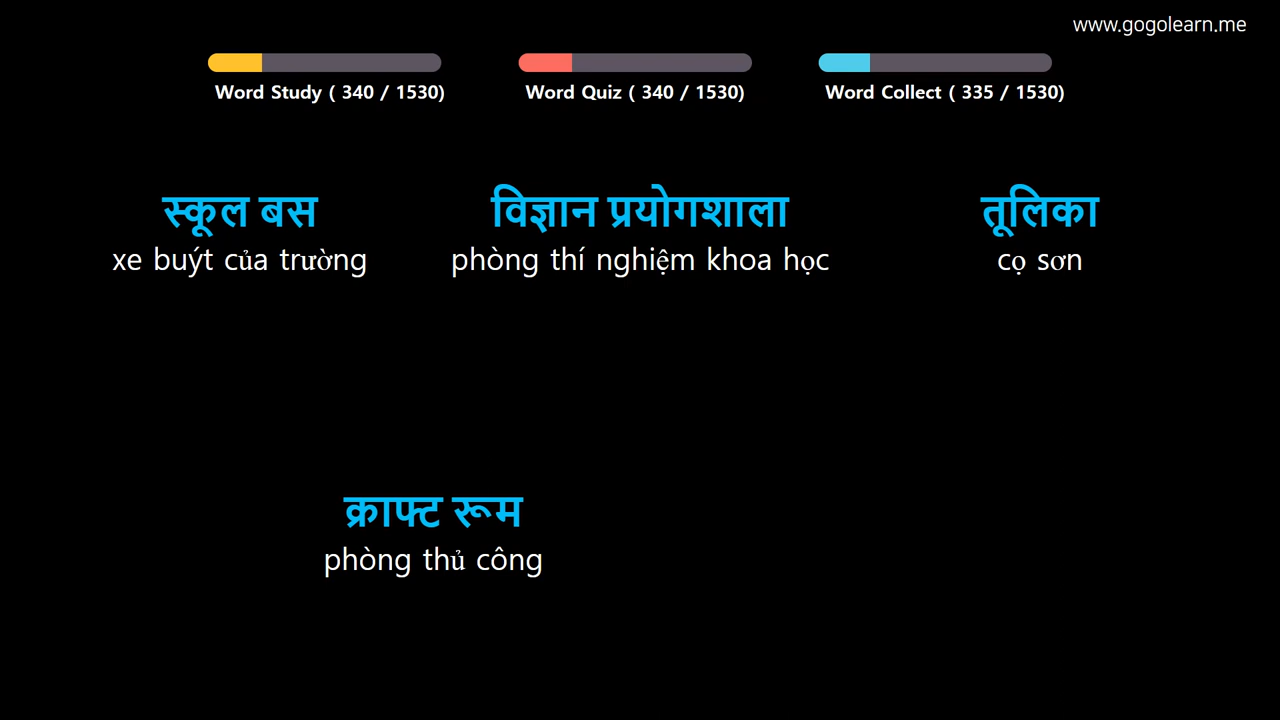 www.gogolearn.me
Word Study ( 340 / 1530)
Word Quiz ( 340 / 1530)
Word Collect ( 335 / 1530)
स्कूल बस
xe buýt của trường
विज्ञान प्रयोगशाला
phòng thí nghiệm khoa học
तूलिका
cọ sơn
क्राफ्ट रूम
phòng thủ công